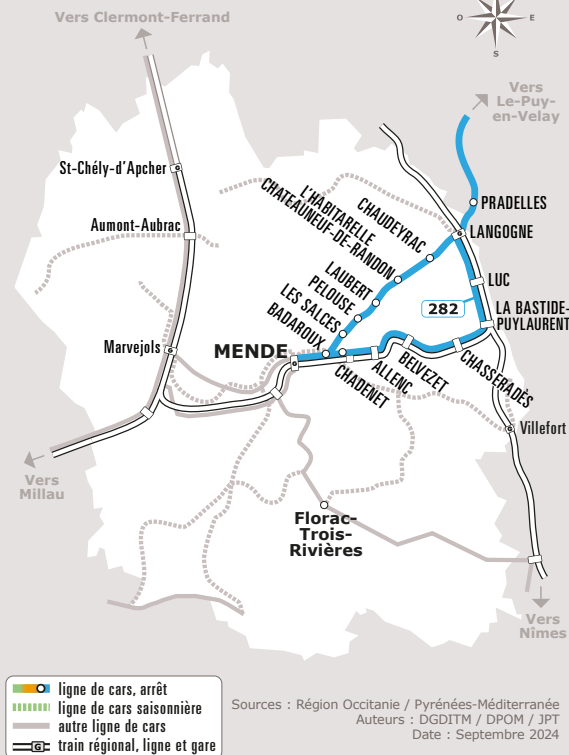 Vers Clermont-Ferrand
O
E
S
Vers
Le-Puy-
en-Velay
St-Chély-d'Apcher
Aumont-Aubrac
Marvejols
Vers
Millau
PRADELLES
LANGOGNE
CHAUDEYRAC
L'HABITARELLE
CHATEAUNEUF-DE-RANDON
LAUBERT
PELOUSE
LES SALCES
BADAROUX
MENDE
LUC
282
LA BASTIDE-
PUYLAURENT
CHASSERADÈS
BELVEZET
ALLENC
CHADENET
Villefort
Florac-
Trois-
Rivières
Vers
Nîmes
ligne de cars, arrêt
ligne de cars saisonnière
autre ligne de cars
G train régional, ligne et gare
Sources : Région Occitanie / Pyrénées-Méditerranée
Auteurs : DGDITM / DPOM / JPT
Date : Septembre 2024